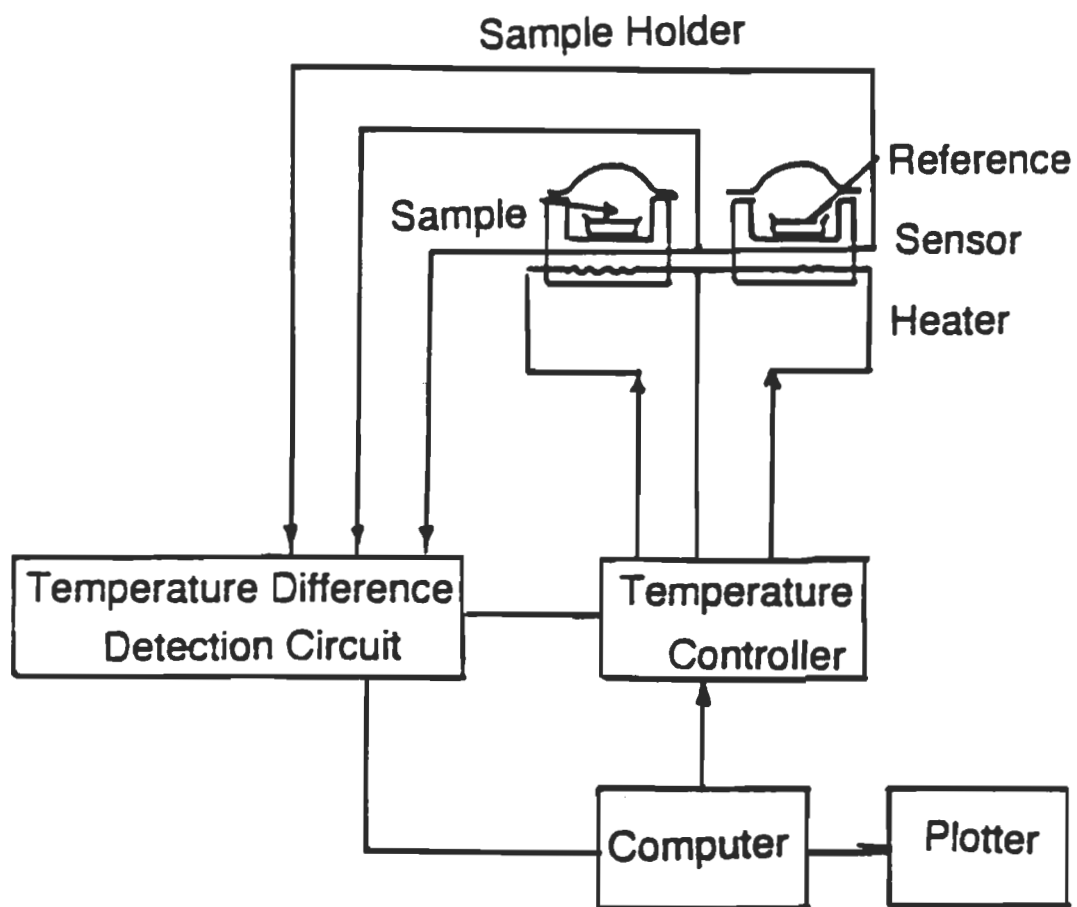 Sample Holder
Reference
Sample
Sensor
Heater
Temperature Difference
Detection Circuit
Temperature
Controller
Computer
Plotter